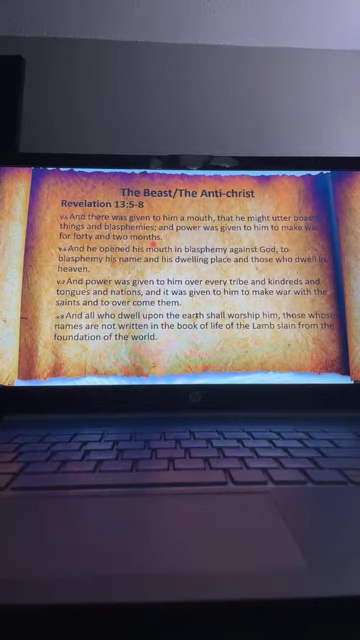 The Beast/The Anti-christ
Revelation 13:5-8
v5 And there was given to him a mouth, that he might utter boast
things and blasphemies; and power was given to him to make war
for forty and two months.
v6 And he opened his mouth in blasphemy against God, to
blasphemy his name and his dwelling place and those who dwell in
heaven.
v7 And power was given to him over every tribe and kindreds and
tongues and nations, and it was given to him to make war with the
saints and to over come them.
v8 And all who dwell upon the earth shall worship him, these whose
names are not written in the book of life of the Lamb slain from the
foundation of the world.
hp